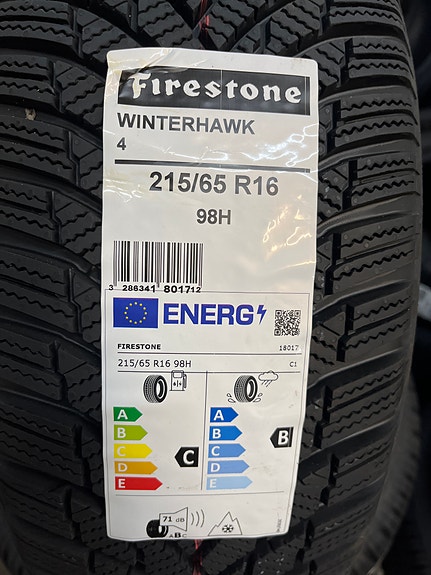 Firestone
WINTERHAWK
4
215/65 R16
98H
3 286341 801712
ENERG
FIRESTONE 18017
215/65 R16 98H C1
A A
B B
C C
D D
E E
C B
71 dB
ABC